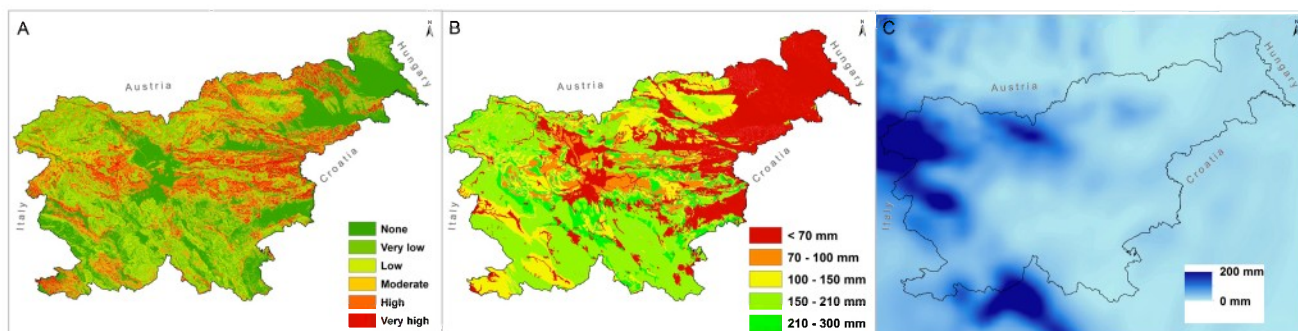 A
N
Austria
Hungary
Croatia
Italy
None
Very low
Low
Moderate
High
Very high
B
N
Austria
Hungary
Croatia
Italy
< 70 mm
70 - 100 mm
100 - 150 mm
150 - 210 mm
210 - 300 mm
C
N
Austria
Hungary
Croatia
Italy
200 mm
0 mm